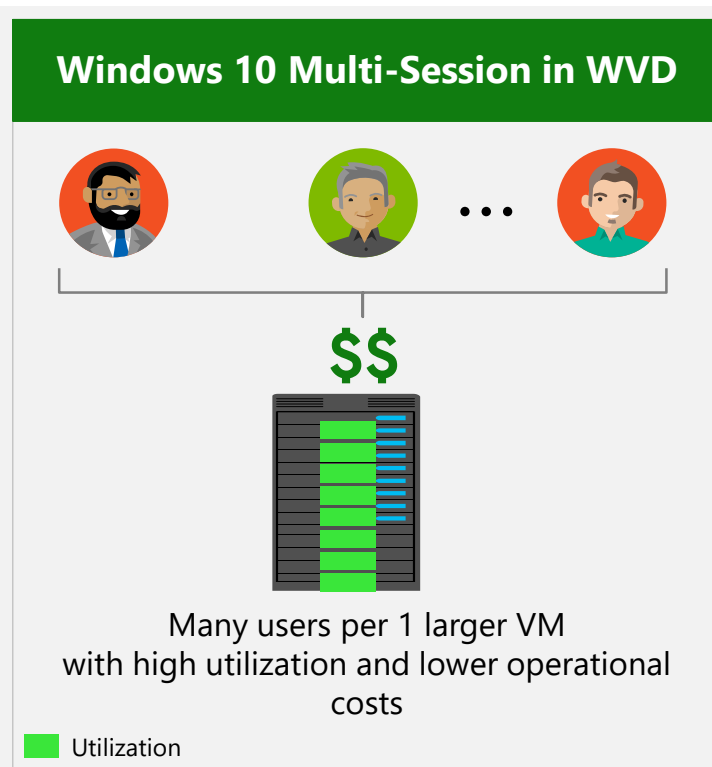 Windows 10 Multi-Session in WVD
...
$$
Many users per 1 larger VM
with high utilization and lower operational
costs
Utilization